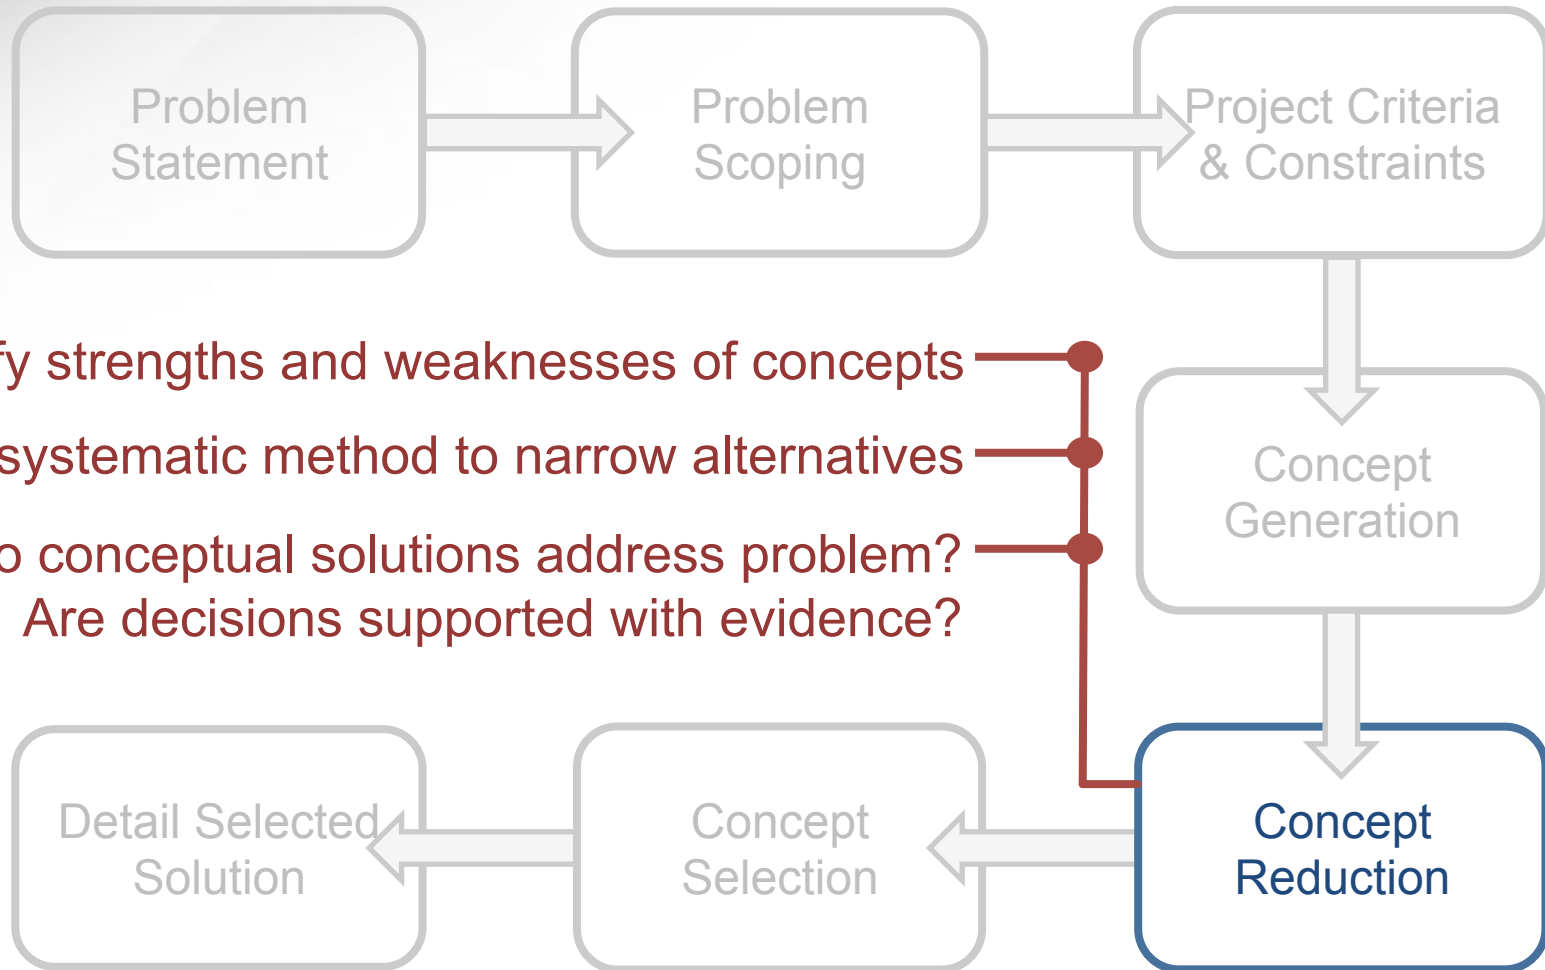 Problem
Statement
Problem
Scoping
Project Criteria
& Constraints
fy strengths and weaknesses of concepts
systematic method to narrow alternatives
o conceptual solutions address problem?
Are decisions supported with evidence?
Concept
Generation
Detail Selected
Solution
Concept
Selection
Concept
Reduction